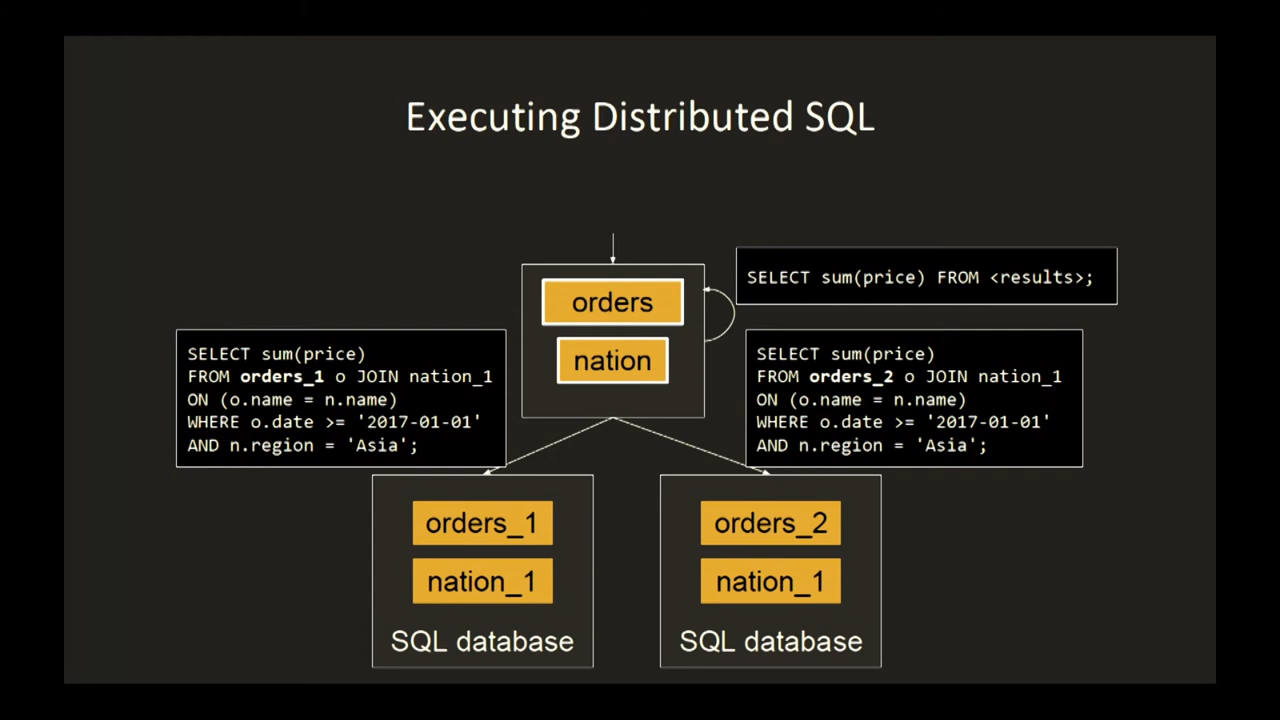 Executing Distributed SQL
SELECT sum(price) FROM <results>;
orders
nation
SELECT sum(price)
FROM orders_1 o JOIN nation_1
ON (o.name = n.name)
WHERE o.date >= '2017-01-01'
AND n.region = 'Asia';
SELECT sum(price)
FROM orders_2 o JOIN nation_1
ON (o.name = n.name)
WHERE o.date >= '2017-01-01'
AND n.region = 'Asia';
orders_1
nation_1
SQL database
orders_2
nation_1
SQL database